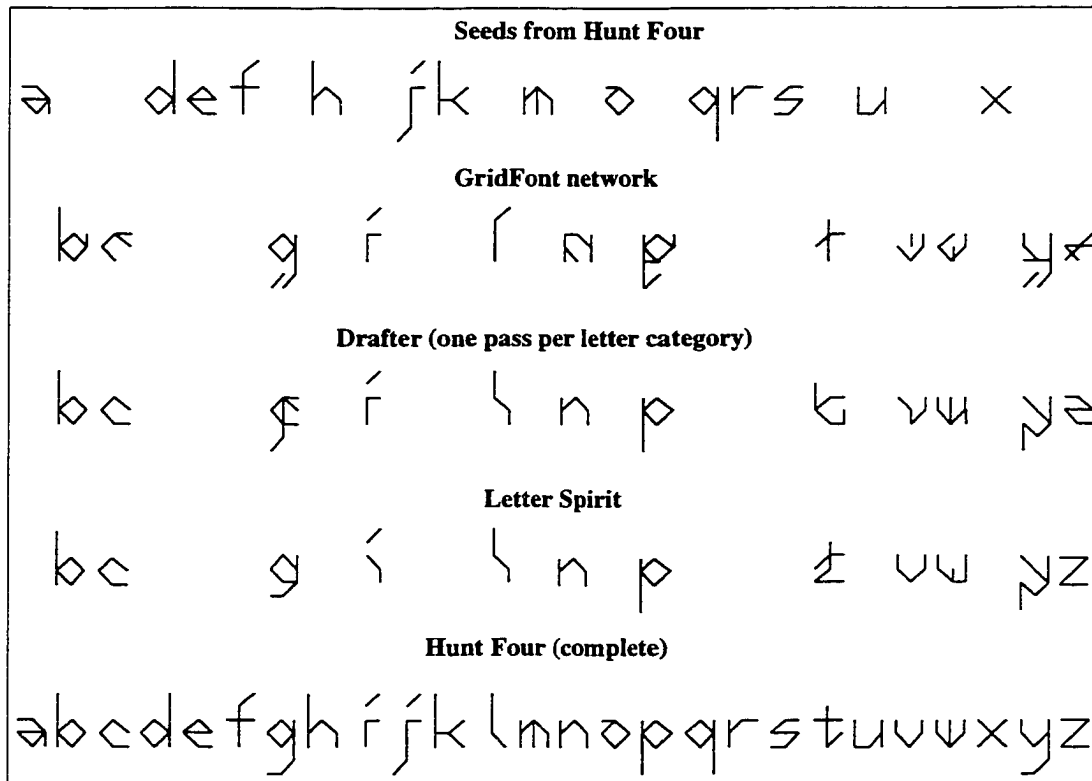 Seeds from Hunt Four
a d e f h j k m o q r s u x
GridFont network
b c g i l n p t v w y z
Drafter (one pass per letter category)
b c g i l n p t v w y z
Letter Spirit
b c g i l n p t v w y z
Hunt Four (complete)
a b c d e f g h i j k l m n o p q r s t u v w x y z